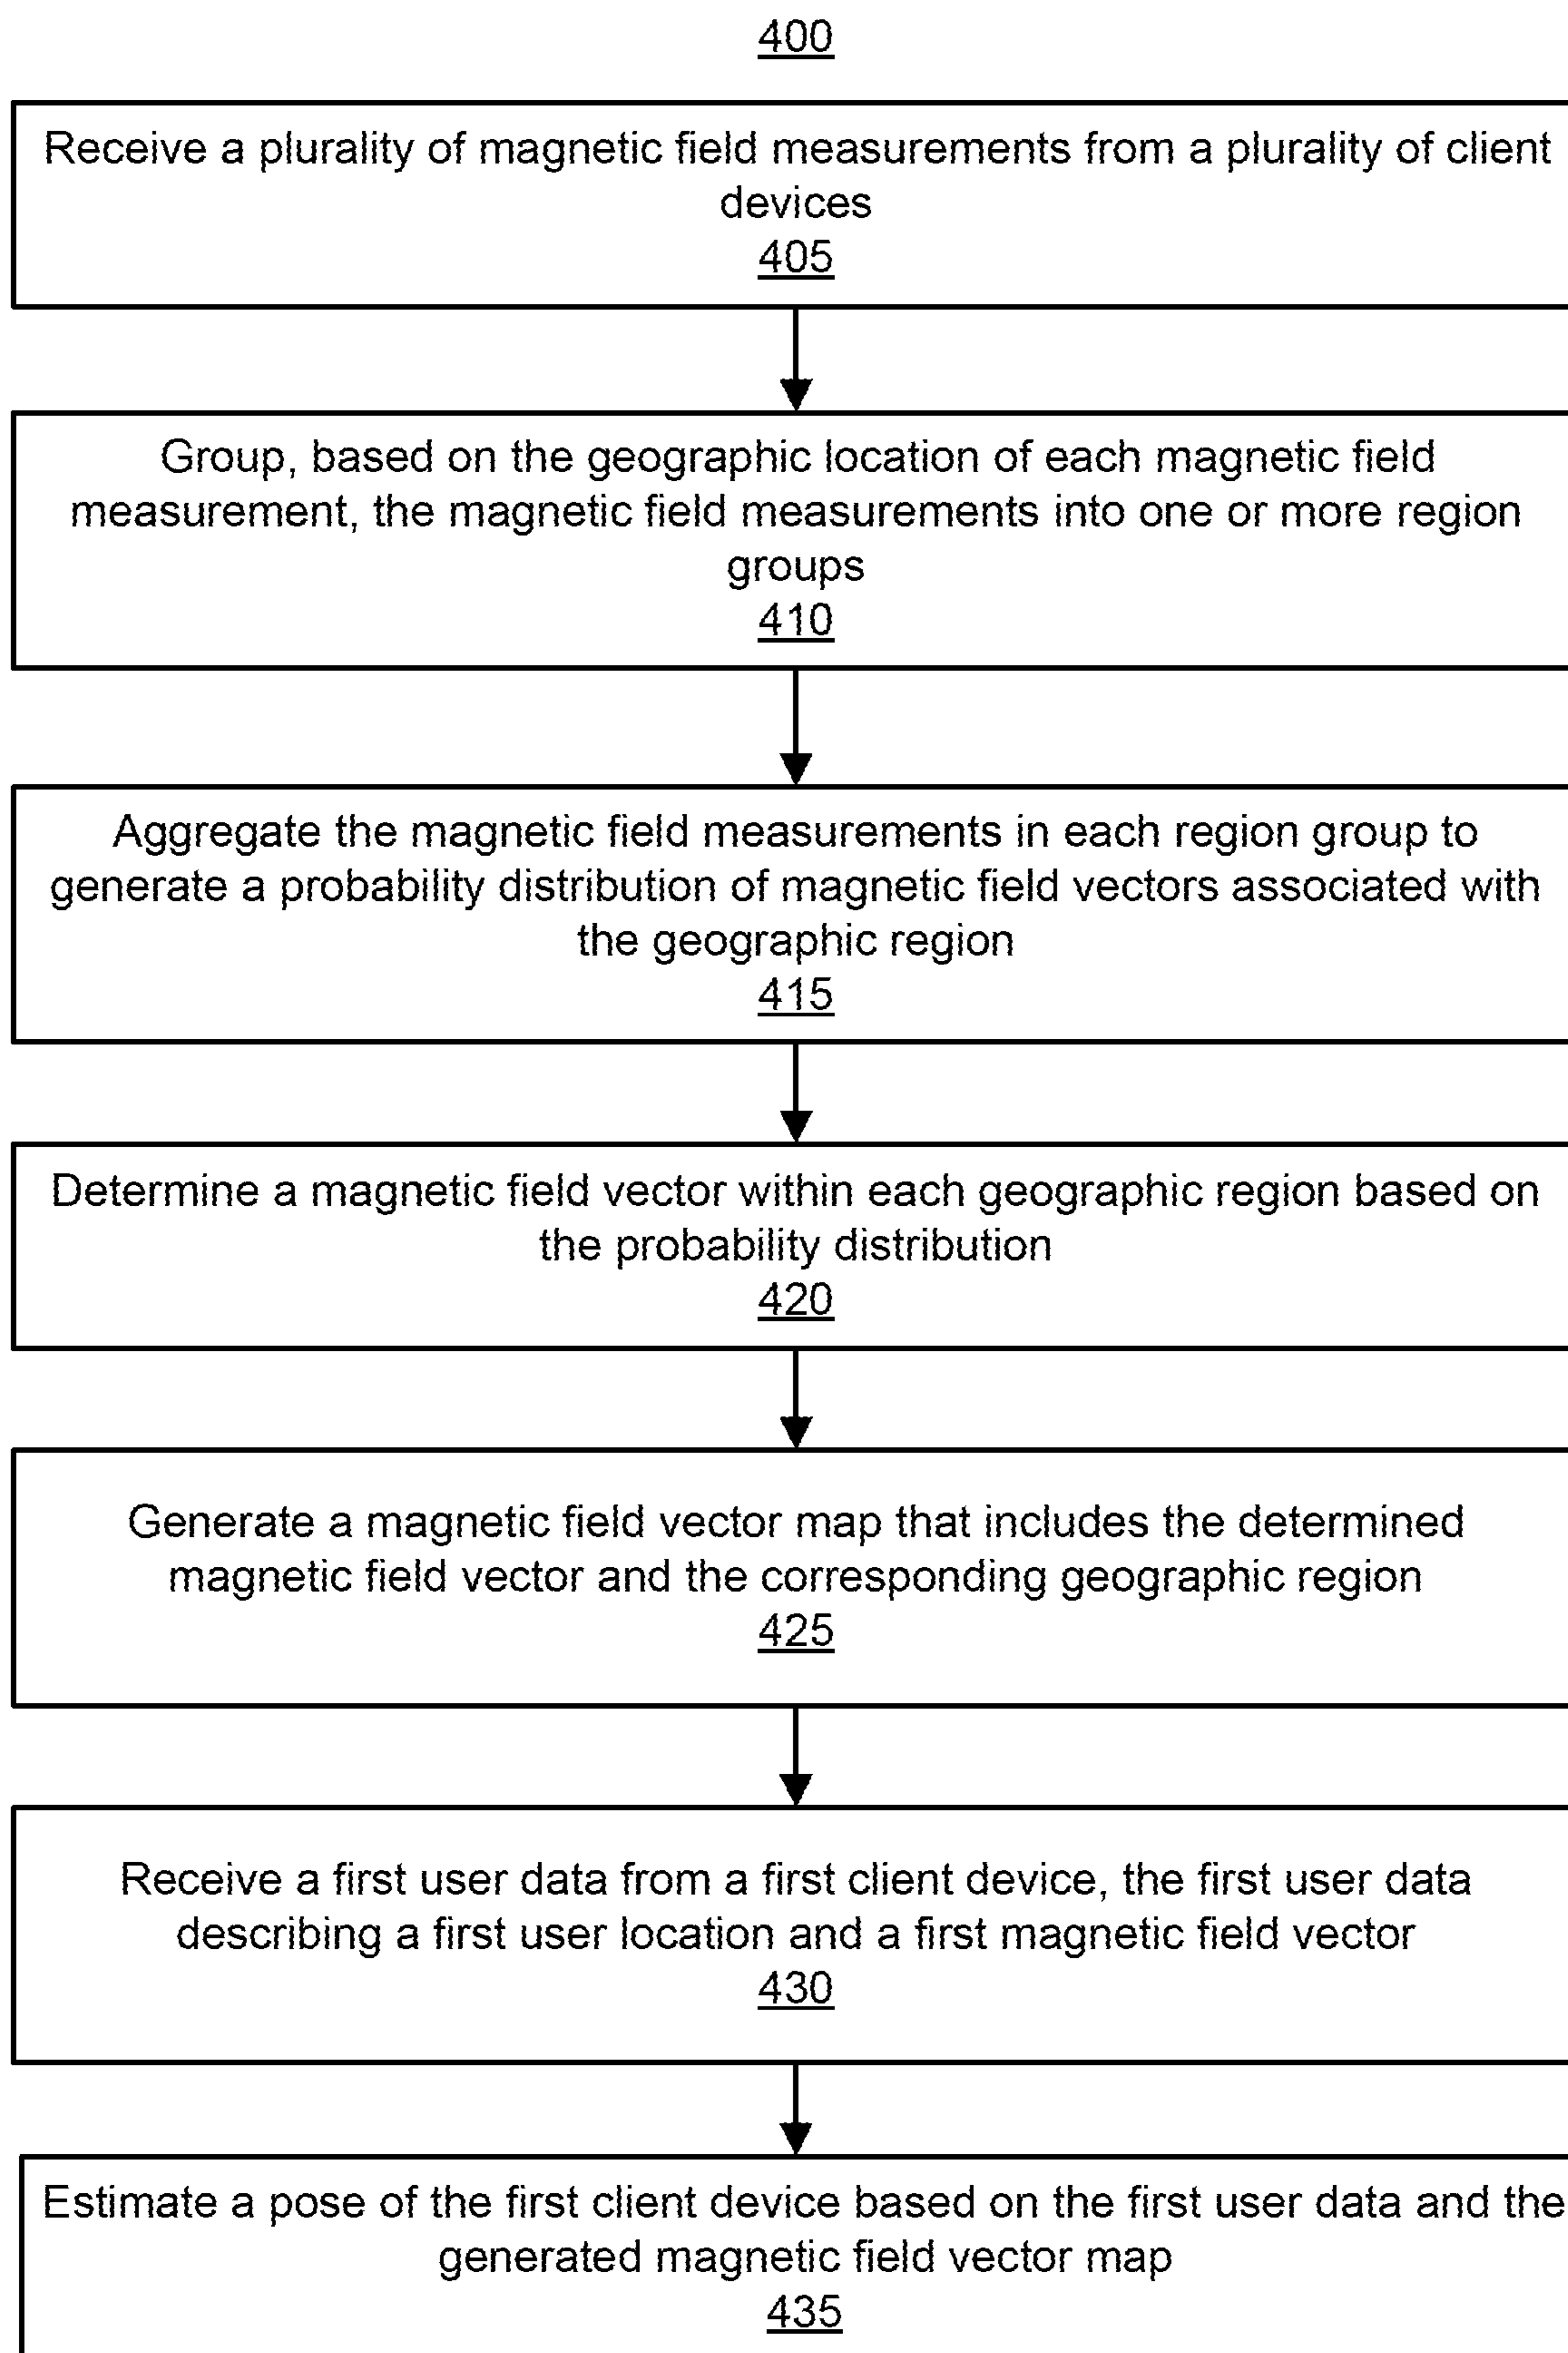 400
Receive a plurality of magnetic field measurements from a plurality of client
devices
405
Group, based on the geographic location of each magnetic field
measurement, the magnetic field measurements into one or more region
groups
410
Aggregate the magnetic field measurements in each region group to
generate a probability distribution of magnetic field vectors associated with
the geographic region
415
Determine a magnetic field vector within each geographic region based on
the probability distribution
420
Generate a magnetic field vector map that includes the determined
magnetic field vector and the corresponding geographic region
425
Receive a first user data from a first client device, the first user data
describing a first user location and a first magnetic field vector
430
Estimate a pose of the first client device based on the first user data and the
generated magnetic field vector map
435